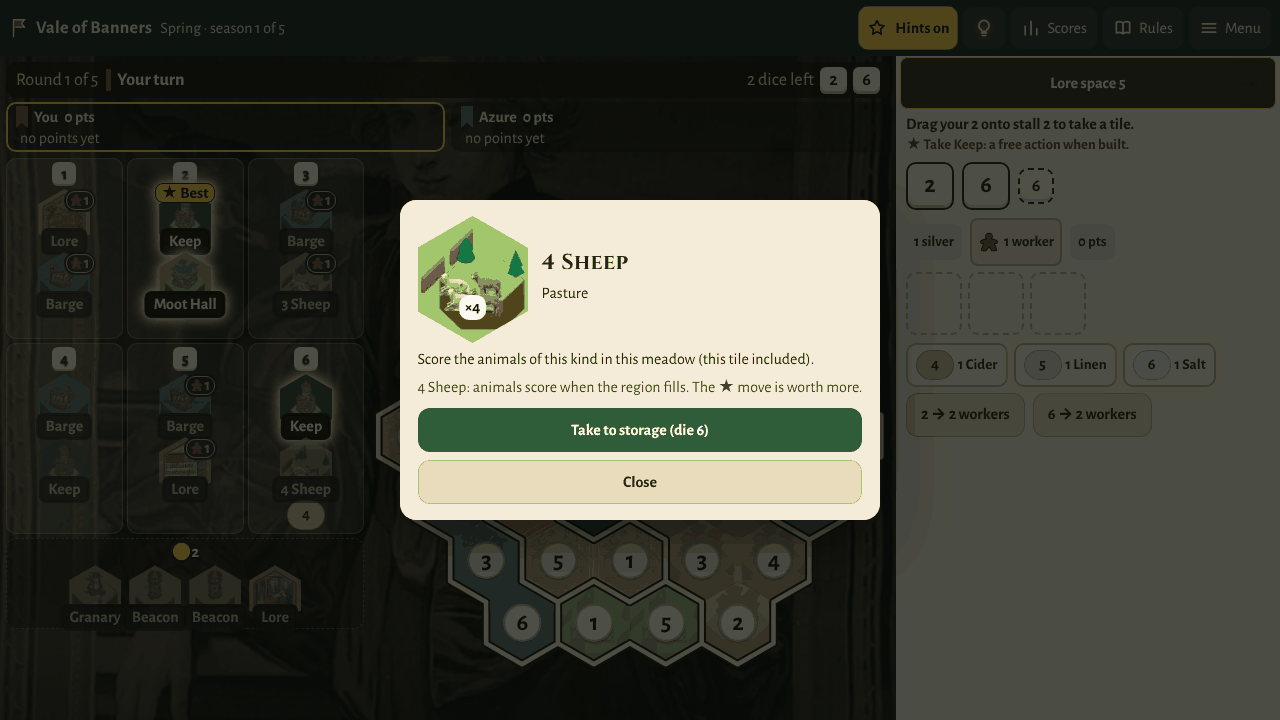 Vale of Banners Spring · season 1 of 5
Hints on
Scores
Rules
Menu
Round 1 of 5 Your turn
2 dice left 2 6
You 0 pts
no points yet
Azure 0 pts
no points yet
1
1
Lore
1
Barge
2
★ Best
Keep
Moot Hall
3
1
Barge
1
3 Sheep
4
Barge
Keep
5
1
Barge
1
Lore
6
Keep
4 Sheep
4
2
Granary
Beacon
Beacon
Lore
3 5 1 3 4
6 1 5 2
×4
4 Sheep
Pasture
Score the animals of this kind in this meadow (this tile included).
4 Sheep: animals score when the region fills. The ★ move is worth more.
Take to storage (die 6)
Close
Lore space 5
Drag your 2 onto stall 2 to take a tile.
★ Take Keep: a free action when built.
2 6 6
1 silver
1 worker
0 pts
4 1 Cider
5 1 Linen
6 1 Salt
2 → 2 workers
6 → 2 workers